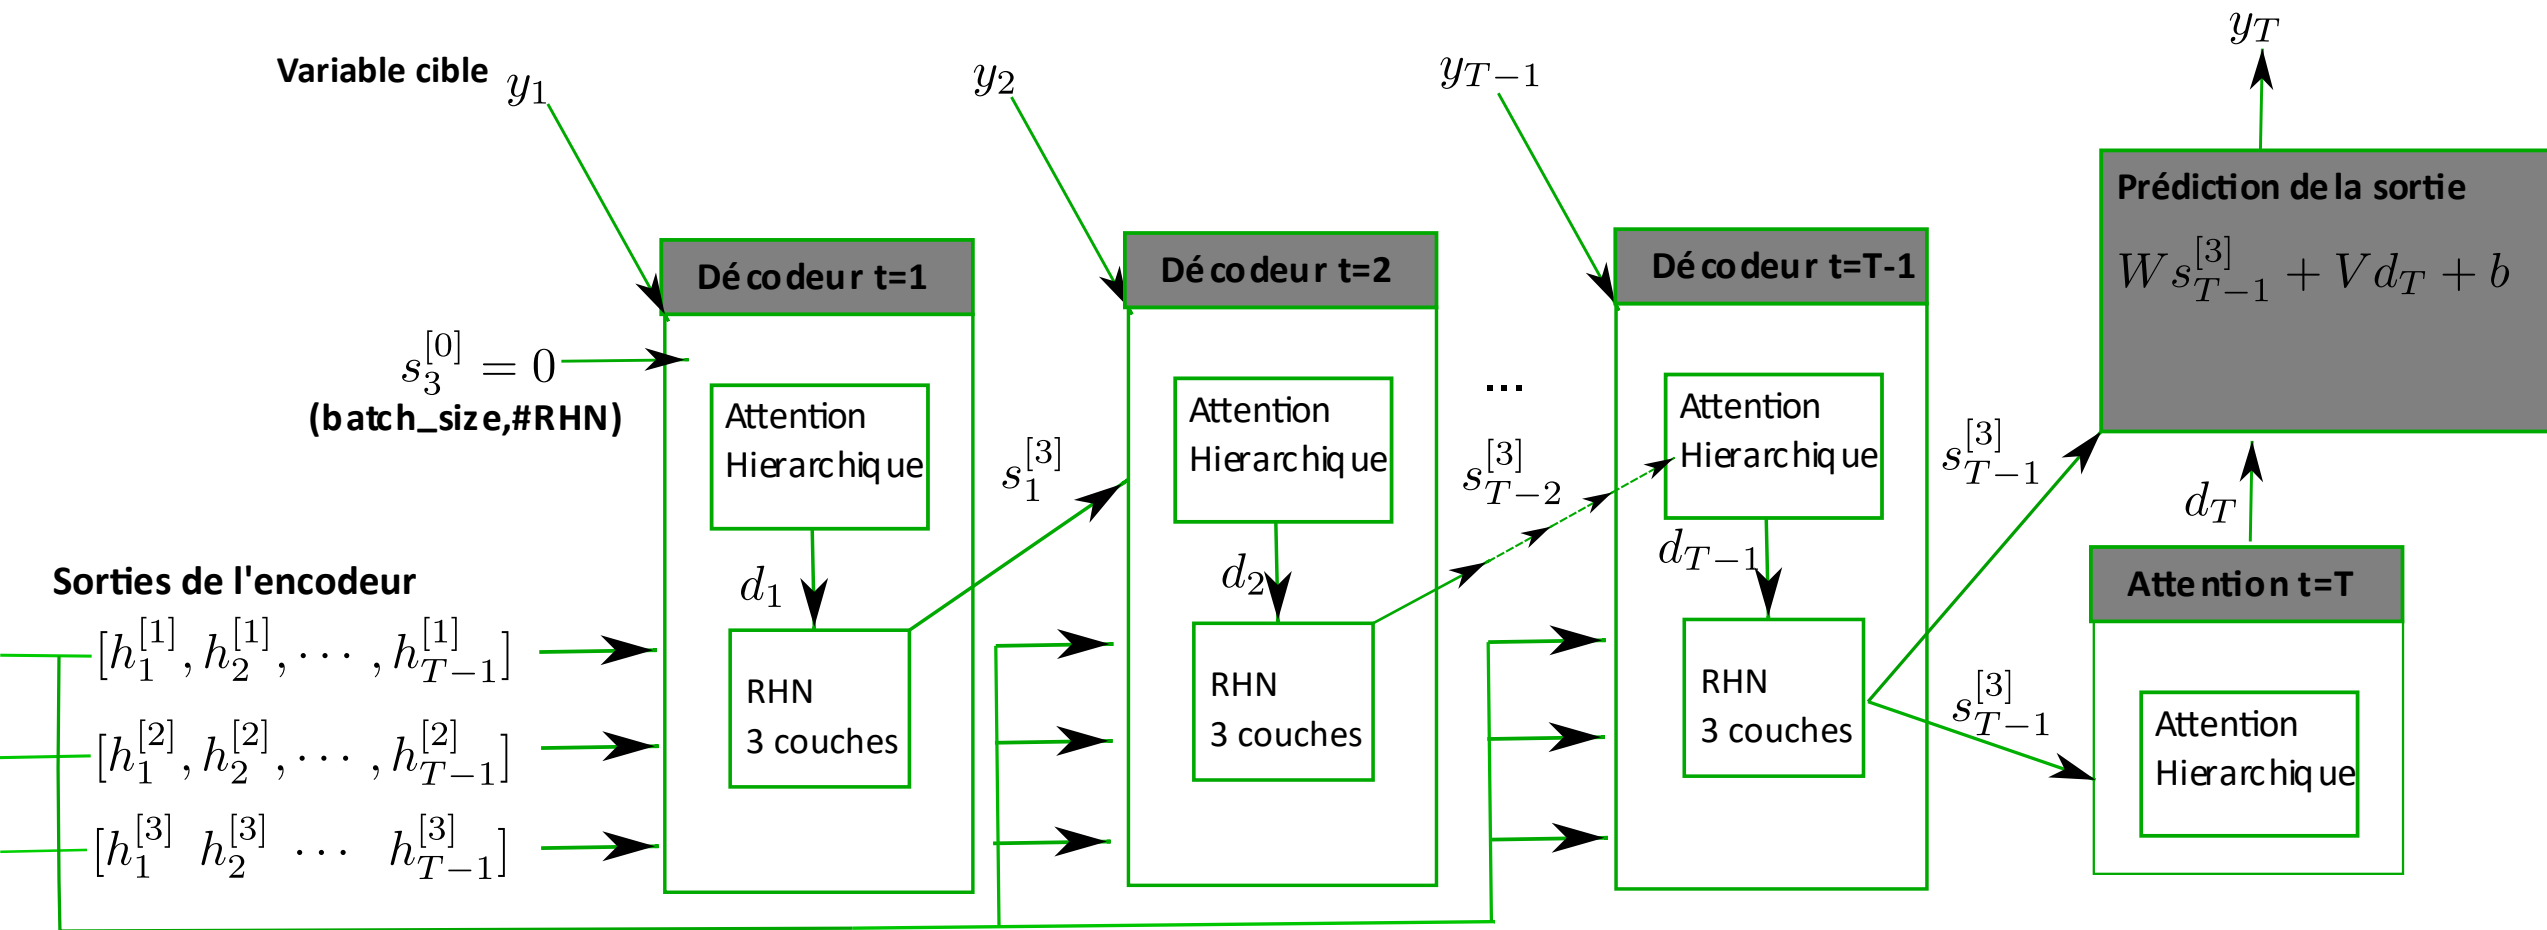 Variable cible
y_1
y_2
y_{T-1}
y_T
Décodeur t=1
Décodeur t=2
Décodeur t=T-1
Prédiction de la sortie
W s_{T-1}^{[3]} + V d_T + b
s_3^{[0]} = 0
(batch_size,#RHN)
Attention
Hierarchique
d_1
RHN
3 couches
s_1^{[3]}
Attention
Hierarchique
d_2
RHN
3 couches
...
s_{T-2}^{[3]}
Attention
Hierarchique
d_{T-1}
RHN
3 couches
s_{T-1}^{[3]}
s_{T-1}^{[3]}
d_T
Attention t=T
Attention
Hierarchique
Sorties de l'encodeur
[h_1^{[1]}, h_2^{[1]}, ⋯ , h_{T-1}^{[1]}]
[h_1^{[2]}, h_2^{[2]}, ⋯ , h_{T-1}^{[2]}]
[h_1^{[3]} h_2^{[3]} ⋯ h_{T-1}^{[3]}]